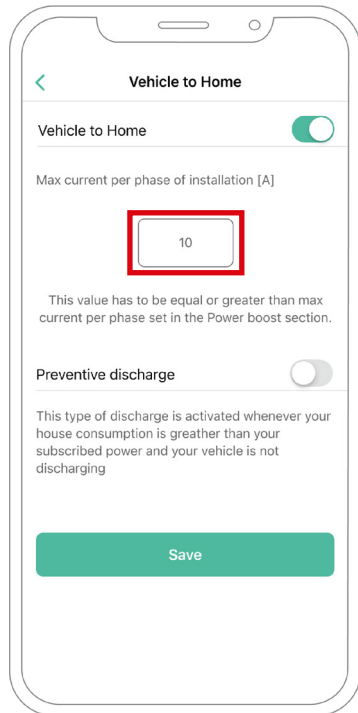 Vehicle to Home
Vehicle to Home
Max current per phase of installation [A]
10
This value has to be equal or greater than max
current per phase set in the Power boost section.
Preventive discharge
This type of discharge is activated whenever your
house consumption is greather than your
subscribed power and your vehicle is not
discharging
Save